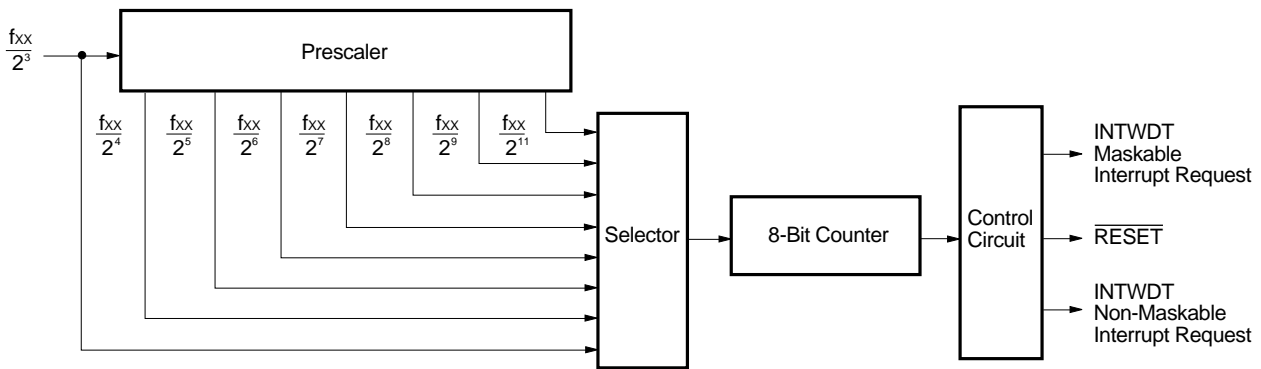 fXX
2³
Prescaler
fXX
2⁴
fXX
2⁵
fXX
2⁶
fXX
2⁷
fXX
2⁸
fXX
2⁹
fXX
2¹¹
Selector
8-Bit Counter
Control
Circuit
INTWDT
Maskable
Interrupt Request
RESET
INTWDT
Non-Maskable
Interrupt Request